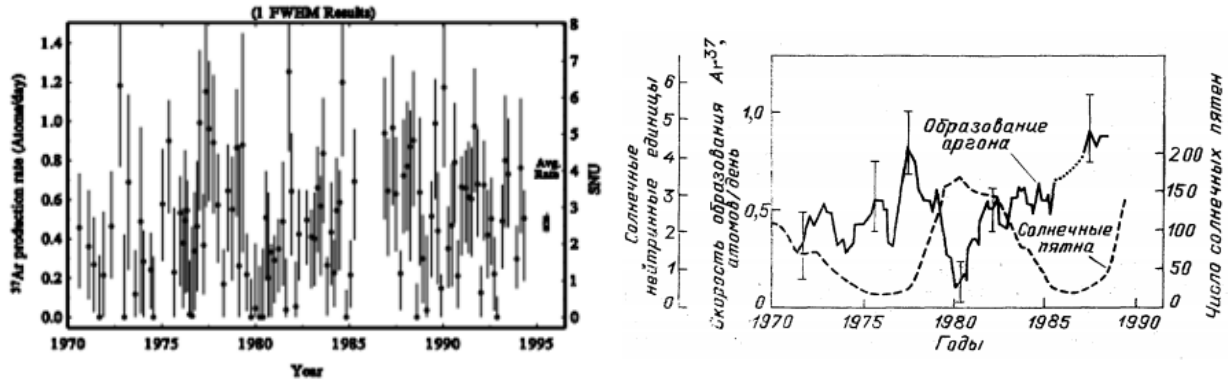 (1 FWHM Results)
³⁷Ar production rate (Atoms/day)
1.4
1.2
1.0
0.8
0.6
0.4
0.2
0.0
8
7
6
5
4
3
2
1
0
SNU
Avg.
Rate
1970 1975 1980 1985 1990 1995
Year
Солнечные
нейтринные единицы
6
5
4
3
2
1
0
Скорость образования Ar³⁷,
атомов/день
1,0
0,5
0
Образование
аргона
Солнечные
пятна
200
150
100
50
0
Число солнечных пятен
1970 1975 1980 1985 1990
Годы